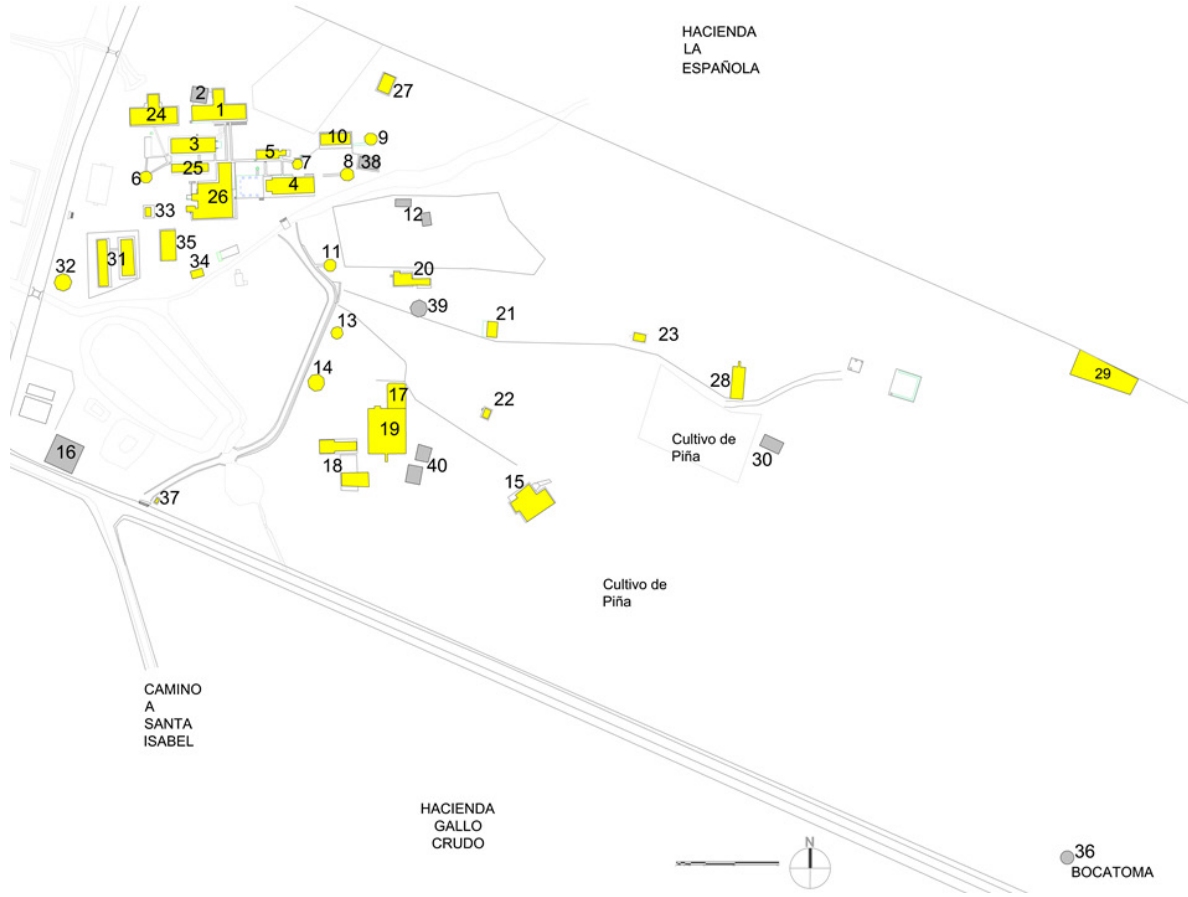 HACIENDA
LA
ESPAÑOLA
27
2
24
1
3
10
9
5
7
8
38
25
6
4
26
33
12
35
31
34
32
11
20
39
21
13
23
14
28
29
17
22
19
Cultivo de
Piña
16
18
40
30
15
37
Cultivo de
Piña
CAMINO
A
SANTA
ISABEL
HACIENDA
GALLO
CRUDO
N
36
BOCATOMA